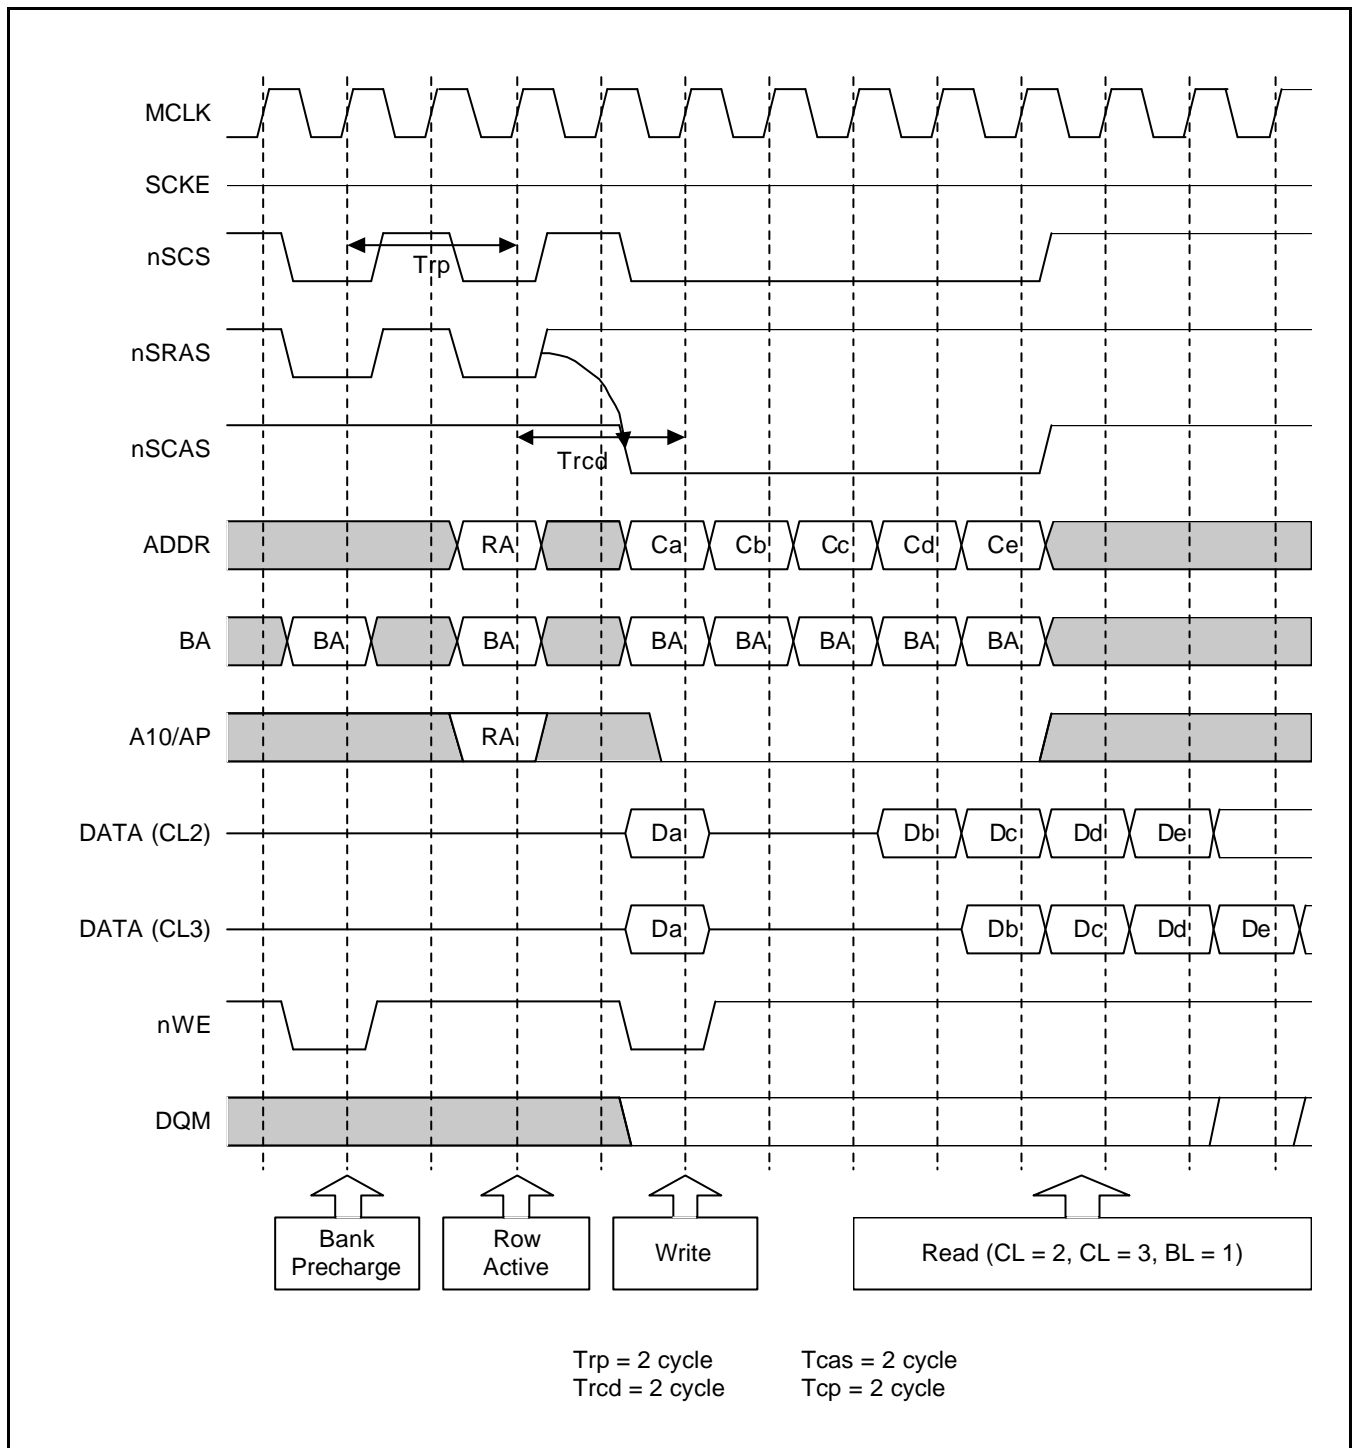 MCLK
SCKE
nSCS
Trp
nSRAS
nSCAS
Trcd
ADDR RA Ca Cb Cc Cd Ce
BA BA BA BA BA BA BA BA
A10/AP RA
DATA (CL2) Da Db Dc Dd De
DATA (CL3) Da Db Dc Dd De
nWE
DQM
Bank
Precharge
Row
Active
Write
Read (CL = 2, CL = 3, BL = 1)
Trp = 2 cycle Tcas = 2 cycle
Trcd = 2 cycle Tcp = 2 cycle